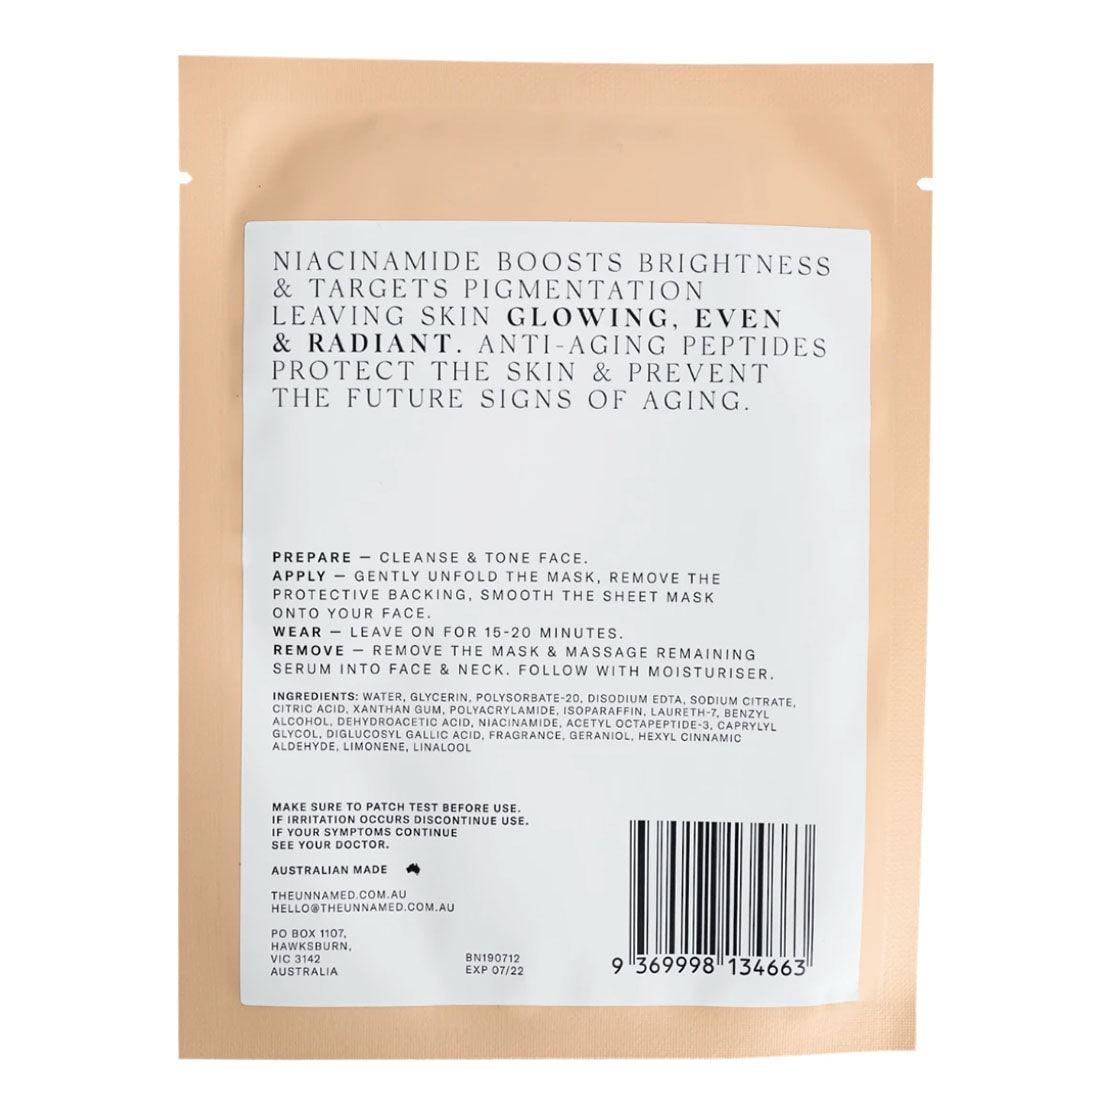 NIACINAMIDE BOOSTS BRIGHTNESS
& TARGETS PIGMENTATION
LEAVING SKIN GLOWING, EVEN
& RADIANT. ANTI-AGING PEPTIDES
PROTECT THE SKIN & PREVENT
THE FUTURE SIGNS OF AGING.
PREPARE — CLEANSE & TONE FACE.
APPLY — GENTLY UNFOLD THE MASK, REMOVE THE
PROTECTIVE BACKING, SMOOTH THE SHEET MASK
ONTO YOUR FACE.
WEAR — LEAVE ON FOR 15-20 MINUTES.
REMOVE — REMOVE THE MASK & MASSAGE REMAINING
SERUM INTO FACE & NECK. FOLLOW WITH MOISTURISER.
INGREDIENTS: WATER, GLYCERIN, POLYSORBATE-20, DISODIUM EDTA, SODIUM CITRATE,
CITRIC ACID, XANTHAN GUM, POLYACRYLAMIDE, ISOPARAFFIN, LAURETH-7, BENZYL
ALCOHOL, DEHYDROACETIC ACID, NIACINAMIDE, ACETYL OCTAPEPTIDE-3, CAPRYLYL
GLYCOL, DIGLUCOSYL GALLIC ACID, FRAGRANCE, GERANIOL, HEXYL CINNAMIC
ALDEHYDE, LIMONENE, LINALOOL
MAKE SURE TO PATCH TEST BEFORE USE.
IF IRRITATION OCCURS DISCONTINUE USE.
IF YOUR SYMPTOMS CONTINUE
SEE YOUR DOCTOR.
AUSTRALIAN MADE
THEUNNAMED.COM.AU
HELLO@THEUNNAMED.COM.AU
PO BOX 1107,
HAWKSBURN,
VIC 3142
AUSTRALIA
BN190712
EXP 07/22
9 369998 134663